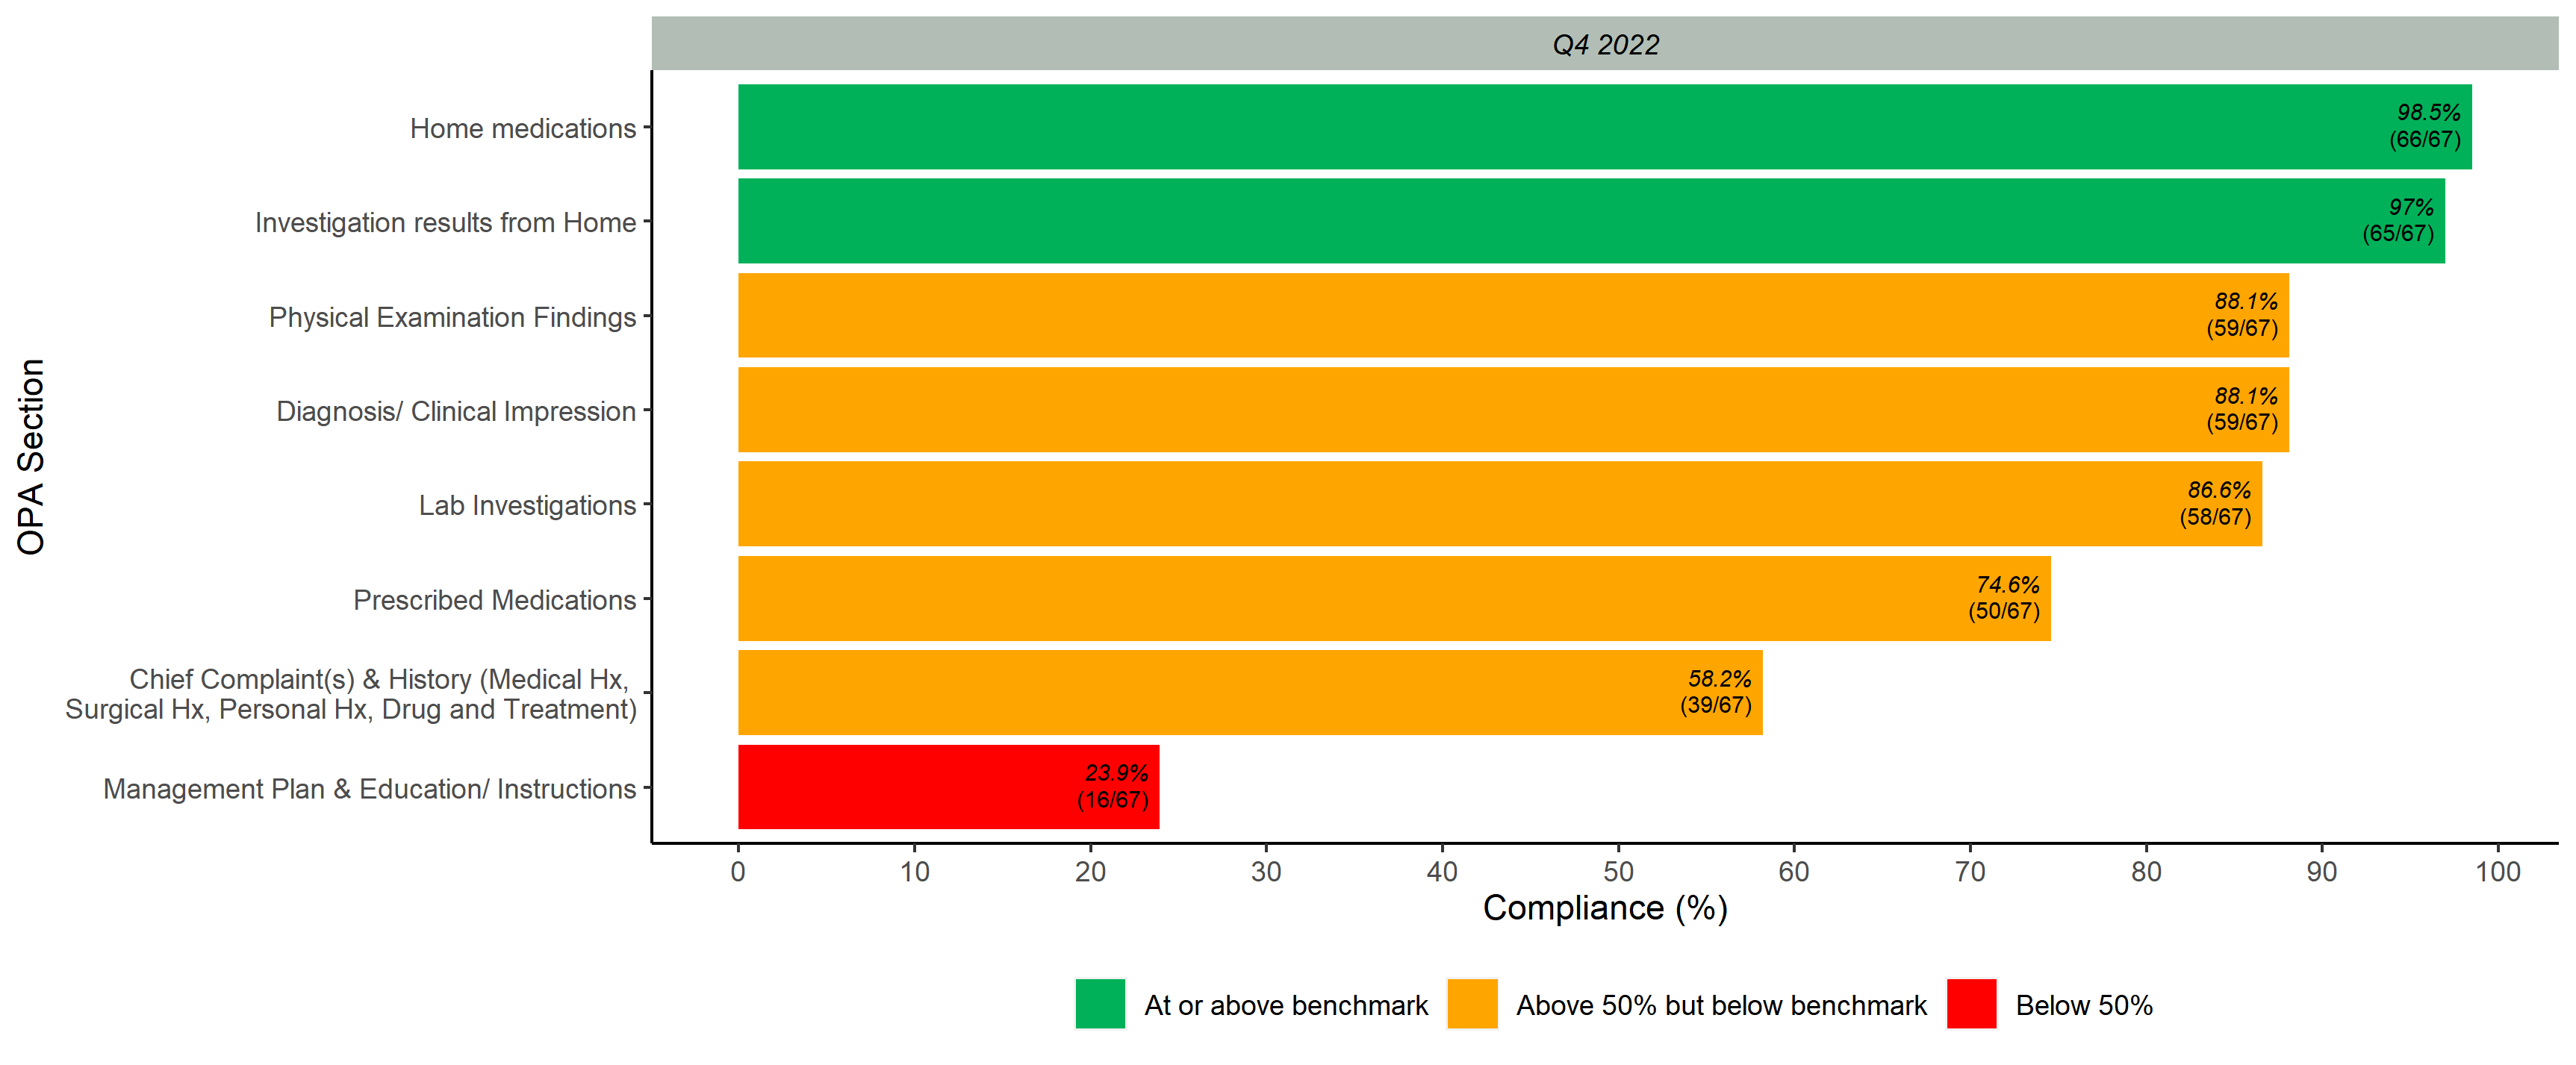 Q4 2022
OPA Section
Home medications
98.5%
(66/67)
Investigation results from Home
97%
(65/67)
Physical Examination Findings
88.1%
(59/67)
Diagnosis/ Clinical Impression
88.1%
(59/67)
Lab Investigations
86.6%
(58/67)
Prescribed Medications
74.6%
(50/67)
Chief Complaint(s) & History (Medical Hx,
Surgical Hx, Personal Hx, Drug and Treatment)
58.2%
(39/67)
Management Plan & Education/ Instructions
23.9%
(16/67)
0 10 20 30 40 50 60 70 80 90 100
Compliance (%)
At or above benchmark Above 50% but below benchmark Below 50%